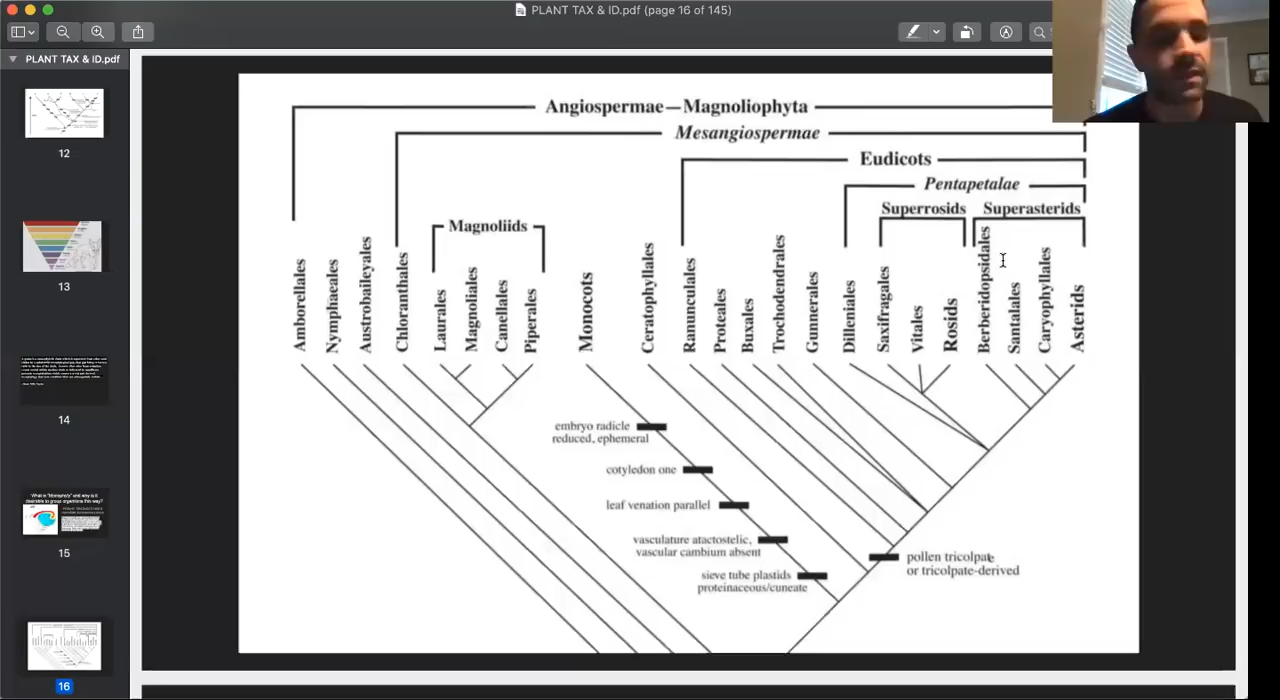 PLANT TAX & ID.pdf (page 16 of 145)
PLANT TAX & ID.pdf
12
13
14
15
16
Angiospermae—Magnoliophyta
Mesangiospermae
Eudicots
Pentapetalae
Superrosids
Superasterids
Magnoliids
Amborellales
Nymphaeales
Austrobaileyales
Chloranthales
Laurales
Magnoliales
Canellales
Piperales
Monocots
Ceratophyllales
Ranunculales
Proteales
Buxales
Trochodendrales
Gunnerales
Dilleniales
Saxifragales
Vitales
Rosids
Berberidopsidales
Santalales
Caryophyllales
Asterids
embryo radicle
reduced, ephemeral
cotyledon one
leaf venation parallel
vasculature atactostelic,
vascular cambium absent
sieve tube plastids
proteinaceous/cuneate
pollen tricolpate
or tricolpate-derived